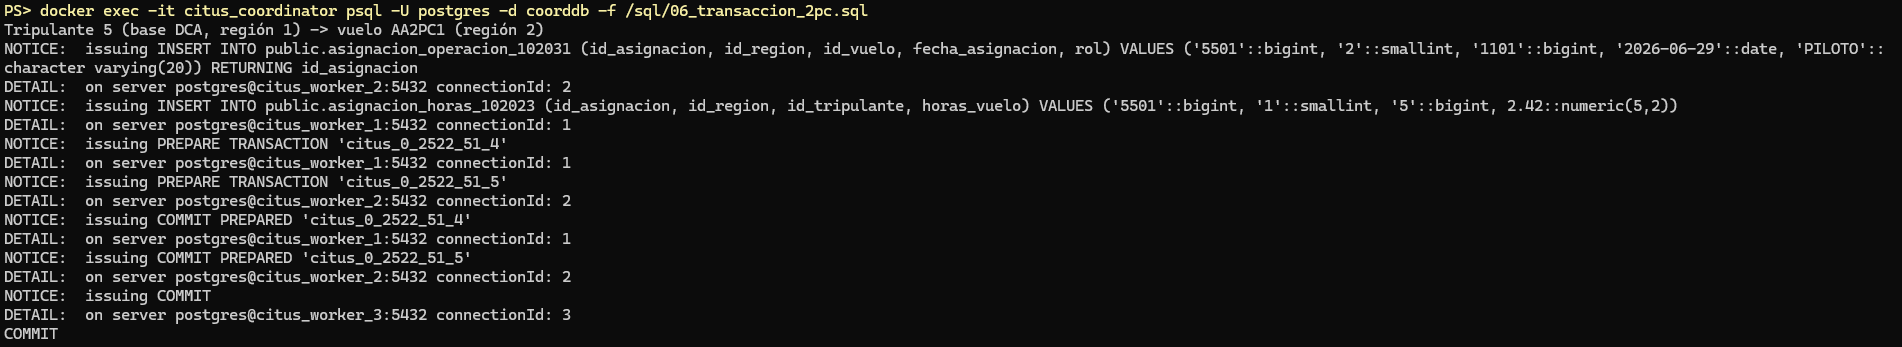 PS> docker exec -it citus_coordinator psql -U postgres -d coorddb -f /sql/06_transaccion_2pc.sql
Tripulante 5 (base DCA, región 1) -> vuelo AA2PC1 (región 2)
NOTICE:  issuing INSERT INTO public.asignacion_operacion_102031 (id_asignacion, id_region, id_vuelo, fecha_asignacion, rol) VALUES ('5501'::bigint, '2'::smallint, '1101'::bigint, '2026-06-29'::date, 'PILOTO'::
character varying(20)) RETURNING id_asignacion
DETAIL:  on server postgres@citus_worker_2:5432 connectionId: 2
NOTICE:  issuing INSERT INTO public.asignacion_horas_102023 (id_asignacion, id_region, id_tripulante, horas_vuelo) VALUES ('5501'::bigint, '1'::smallint, '5'::bigint, 2.42::numeric(5,2))
DETAIL:  on server postgres@citus_worker_1:5432 connectionId: 1
NOTICE:  issuing PREPARE TRANSACTION 'citus_0_2522_51_4'
DETAIL:  on server postgres@citus_worker_1:5432 connectionId: 1
NOTICE:  issuing PREPARE TRANSACTION 'citus_0_2522_51_5'
DETAIL:  on server postgres@citus_worker_2:5432 connectionId: 2
NOTICE:  issuing COMMIT PREPARED 'citus_0_2522_51_4'
DETAIL:  on server postgres@citus_worker_1:5432 connectionId: 1
NOTICE:  issuing COMMIT PREPARED 'citus_0_2522_51_5'
DETAIL:  on server postgres@citus_worker_2:5432 connectionId: 2
NOTICE:  issuing COMMIT
DETAIL:  on server postgres@citus_worker_3:5432 connectionId: 3
COMMIT